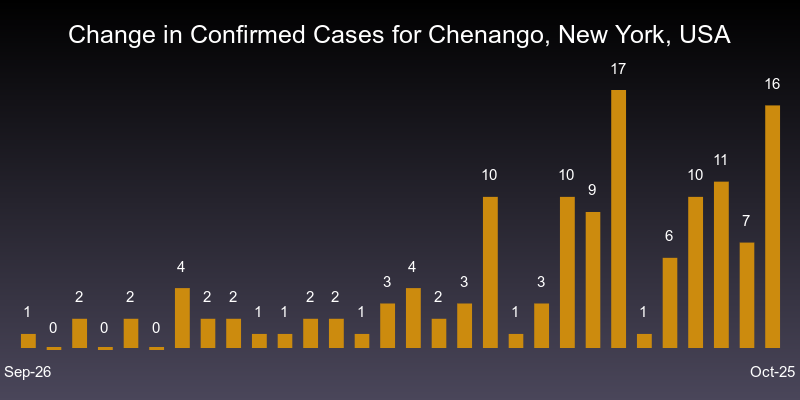 Change in Confirmed Cases for Chenango, New York, USA
1 0 2 0 2 0 4 2 2 1 1 2 2 1 3 4 2 3 10 1 3 10 9 17 1 6 10 11 7 16
Sep-26 Oct-25